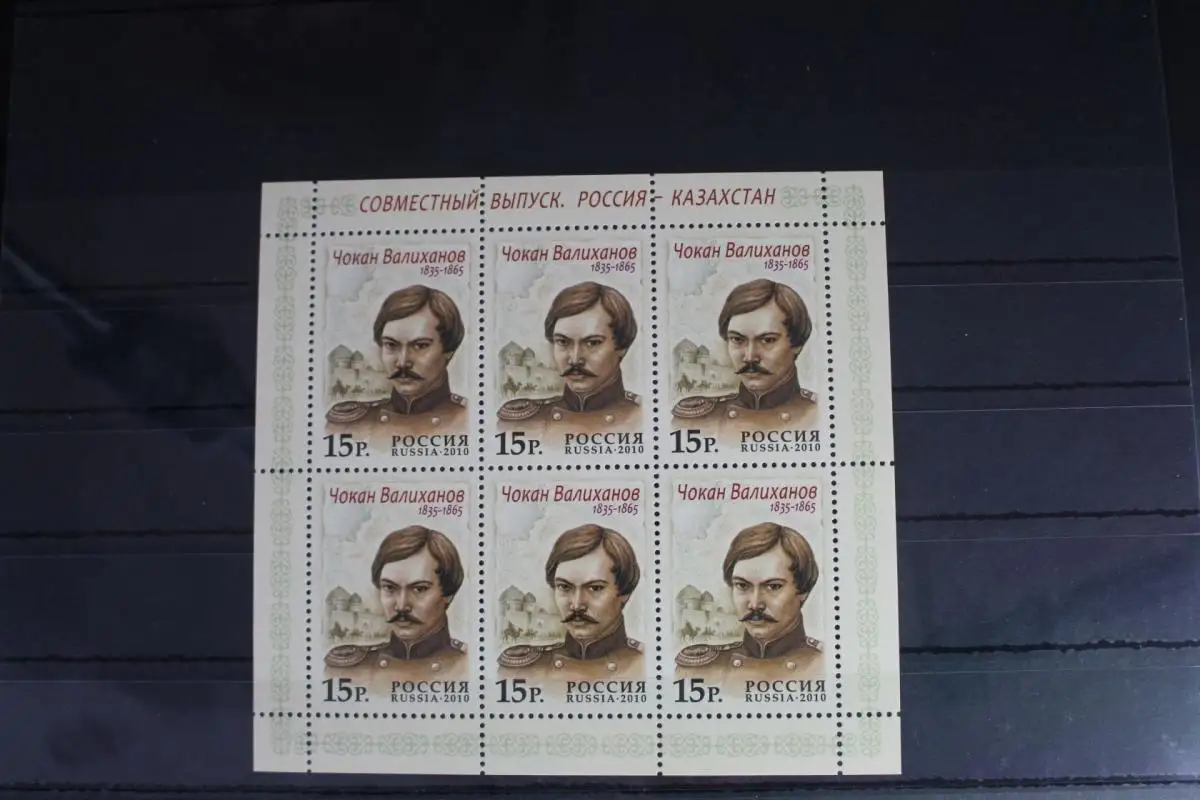 СОВМЕСТНЫЙ ВЫПУСК. РОССИЯ – КАЗАХСТАН
Чокан Валиханов
1835-1865
15Р. РОССИЯ
RUSSIA·2010
Чокан Валиханов
1835-1865
15Р. РОССИЯ
RUSSIA·2010
Чокан Валиханов
1835-1865
15Р. РОССИЯ
RUSSIA·2010
Чокан Валиханов
1835-1865
15Р. РОССИЯ
RUSSIA·2010
Чокан Валиханов
1835-1865
15Р. РОССИЯ
RUSSIA·2010
Чокан Валиханов
1835-1865
15Р. РОССИЯ
RUSSIA·2010